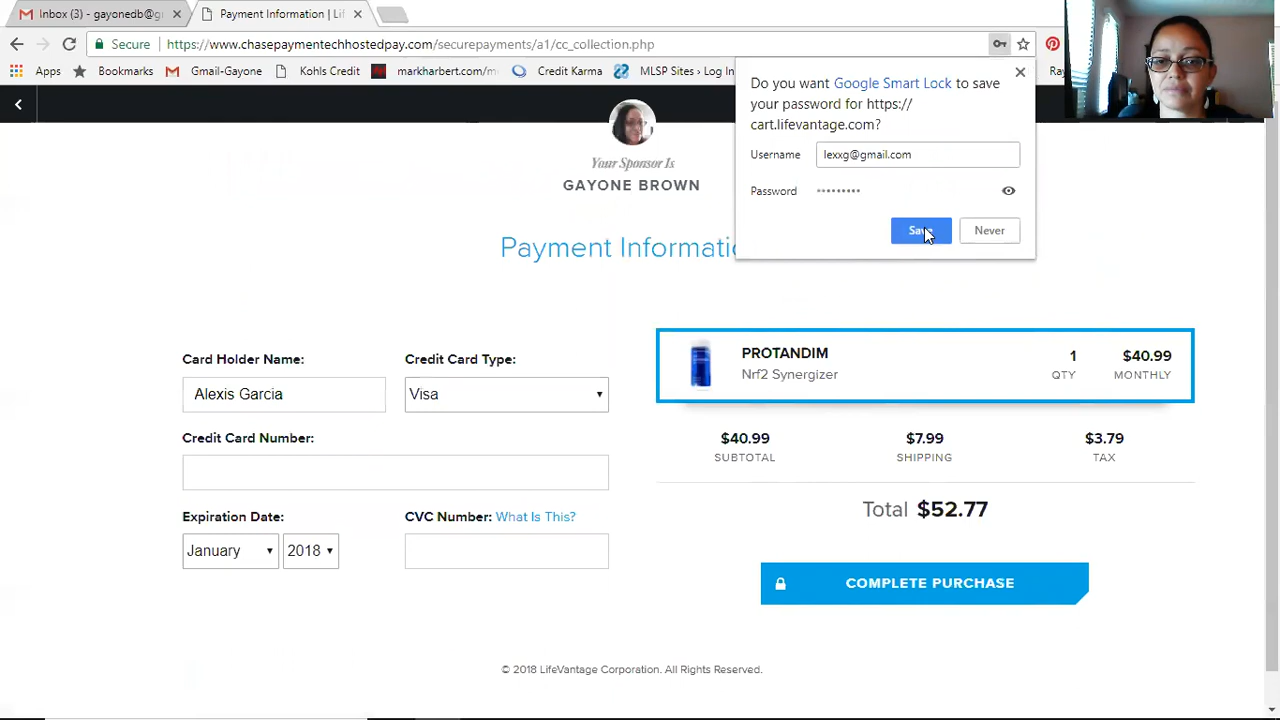 Inbox (3) - gayonedb@g
Payment Information | Lif
Secure
https://www.chasepaymentechhostedpay.com/securepayments/a1/cc_collection.php
Apps
Bookmarks
Gmail-Gayone
Kohls Credit
markharbert.com/m
Credit Karma
MLSP Sites › Log In
Ray
Do you want Google Smart Lock to save
your password for https://
cart.lifevantage.com?
Username
lexxg@gmail.com
Password
•••••••••
Save
Never
Your Sponsor Is
GAYONE BROWN
Payment Informatio
Card Holder Name:
Credit Card Type:
Alexis Garcia
Visa
Credit Card Number:
Expiration Date:
CVC Number: What Is This?
January
2018
PROTANDIM
Nrf2 Synergizer
1
QTY
$40.99
MONTHLY
$40.99
SUBTOTAL
$7.99
SHIPPING
$3.79
TAX
Total $52.77
COMPLETE PURCHASE
© 2018 LifeVantage Corporation. All Rights Reserved.